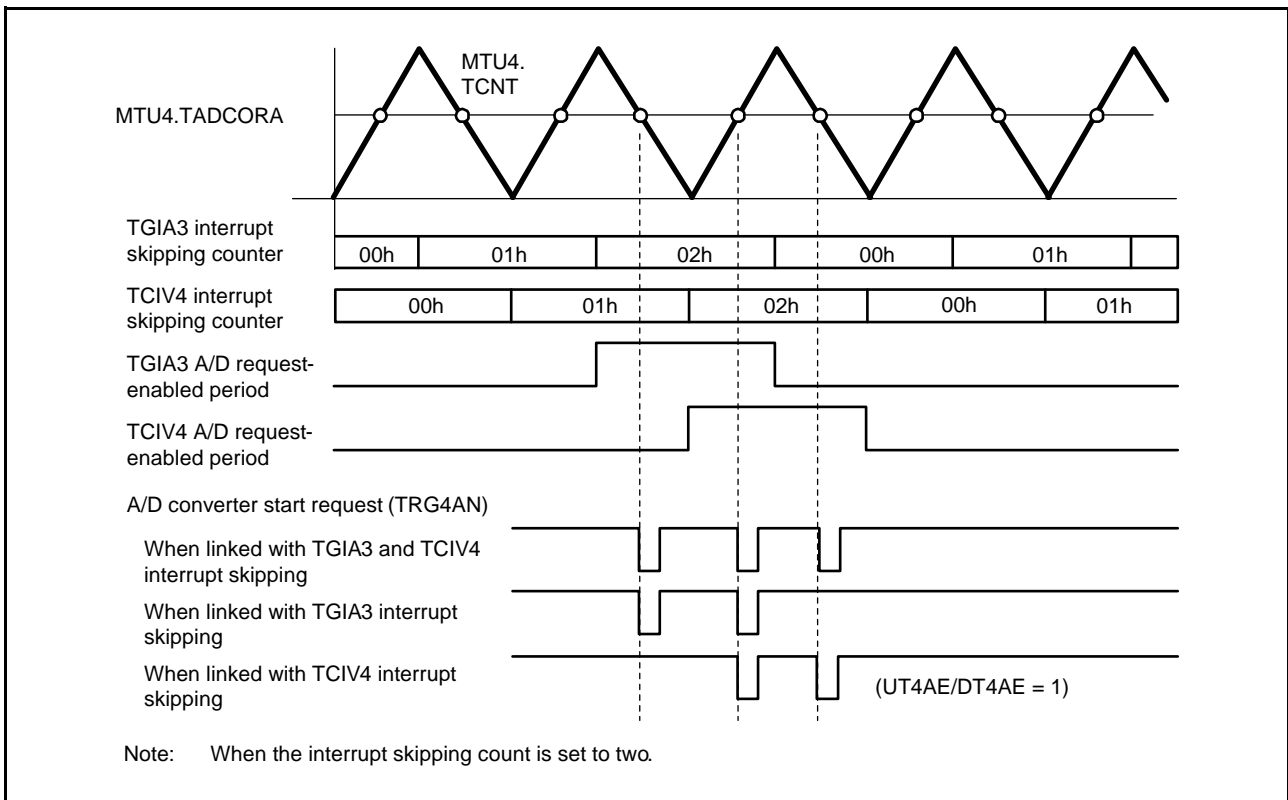 MTU4.
TCNT
MTU4.TADCORA
TGIA3 interrupt
skipping counter
00h 01h 02h 00h 01h
TCIV4 interrupt
skipping counter
00h 01h 02h 00h 01h
TGIA3 A/D request-
enabled period
TCIV4 A/D request-
enabled period
A/D converter start request (TRG4AN)
When linked with TGIA3 and TCIV4
interrupt skipping
When linked with TGIA3 interrupt
skipping
When linked with TCIV4 interrupt
skipping
(UT4AE/DT4AE = 1)
Note: When the interrupt skipping count is set to two.